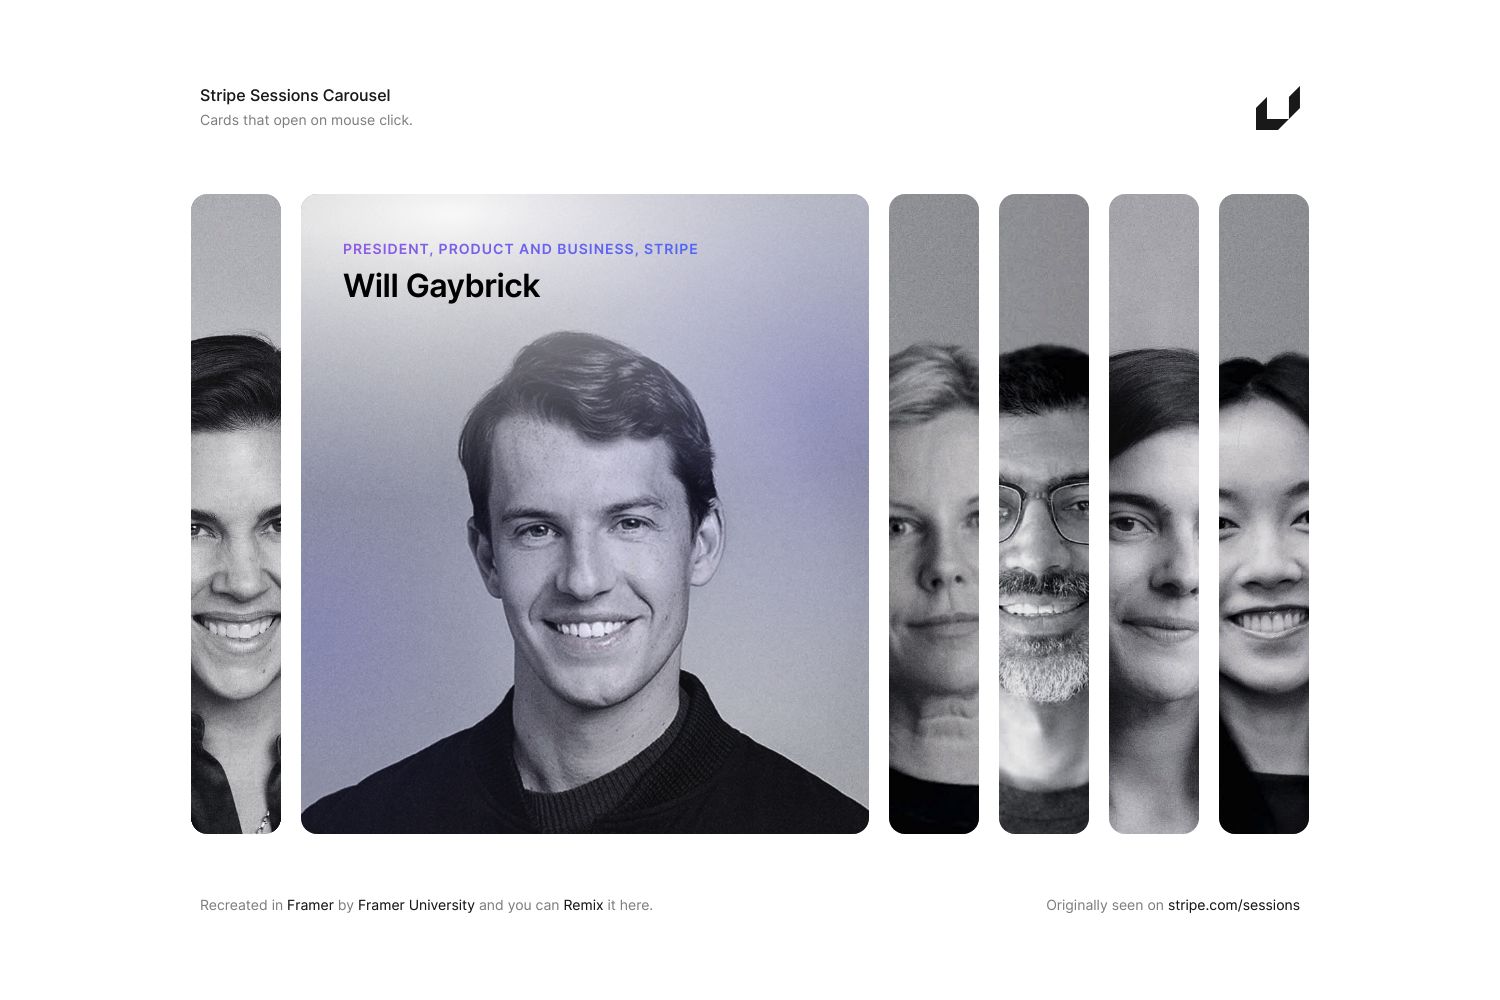 Stripe Sessions Carousel
Cards that open on mouse click.
PRESIDENT, PRODUCT AND BUSINESS, STRIPE
Will Gaybrick
Recreated in Framer by Framer University and you can Remix it here.
Originally seen on stripe.com/sessions